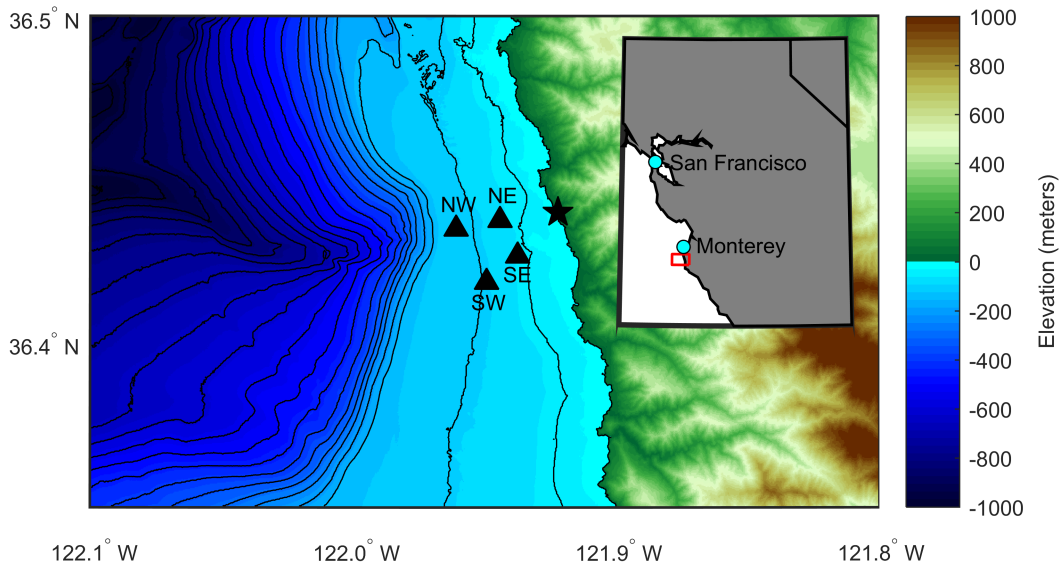 36.5° N
36.4° N
122.1° W
122.0° W
121.9° W
121.8° W
NW
NE
SE
SW
San Francisco
Monterey
1000
800
600
400
200
0
-200
-400
-600
-800
-1000
Elevation (meters)